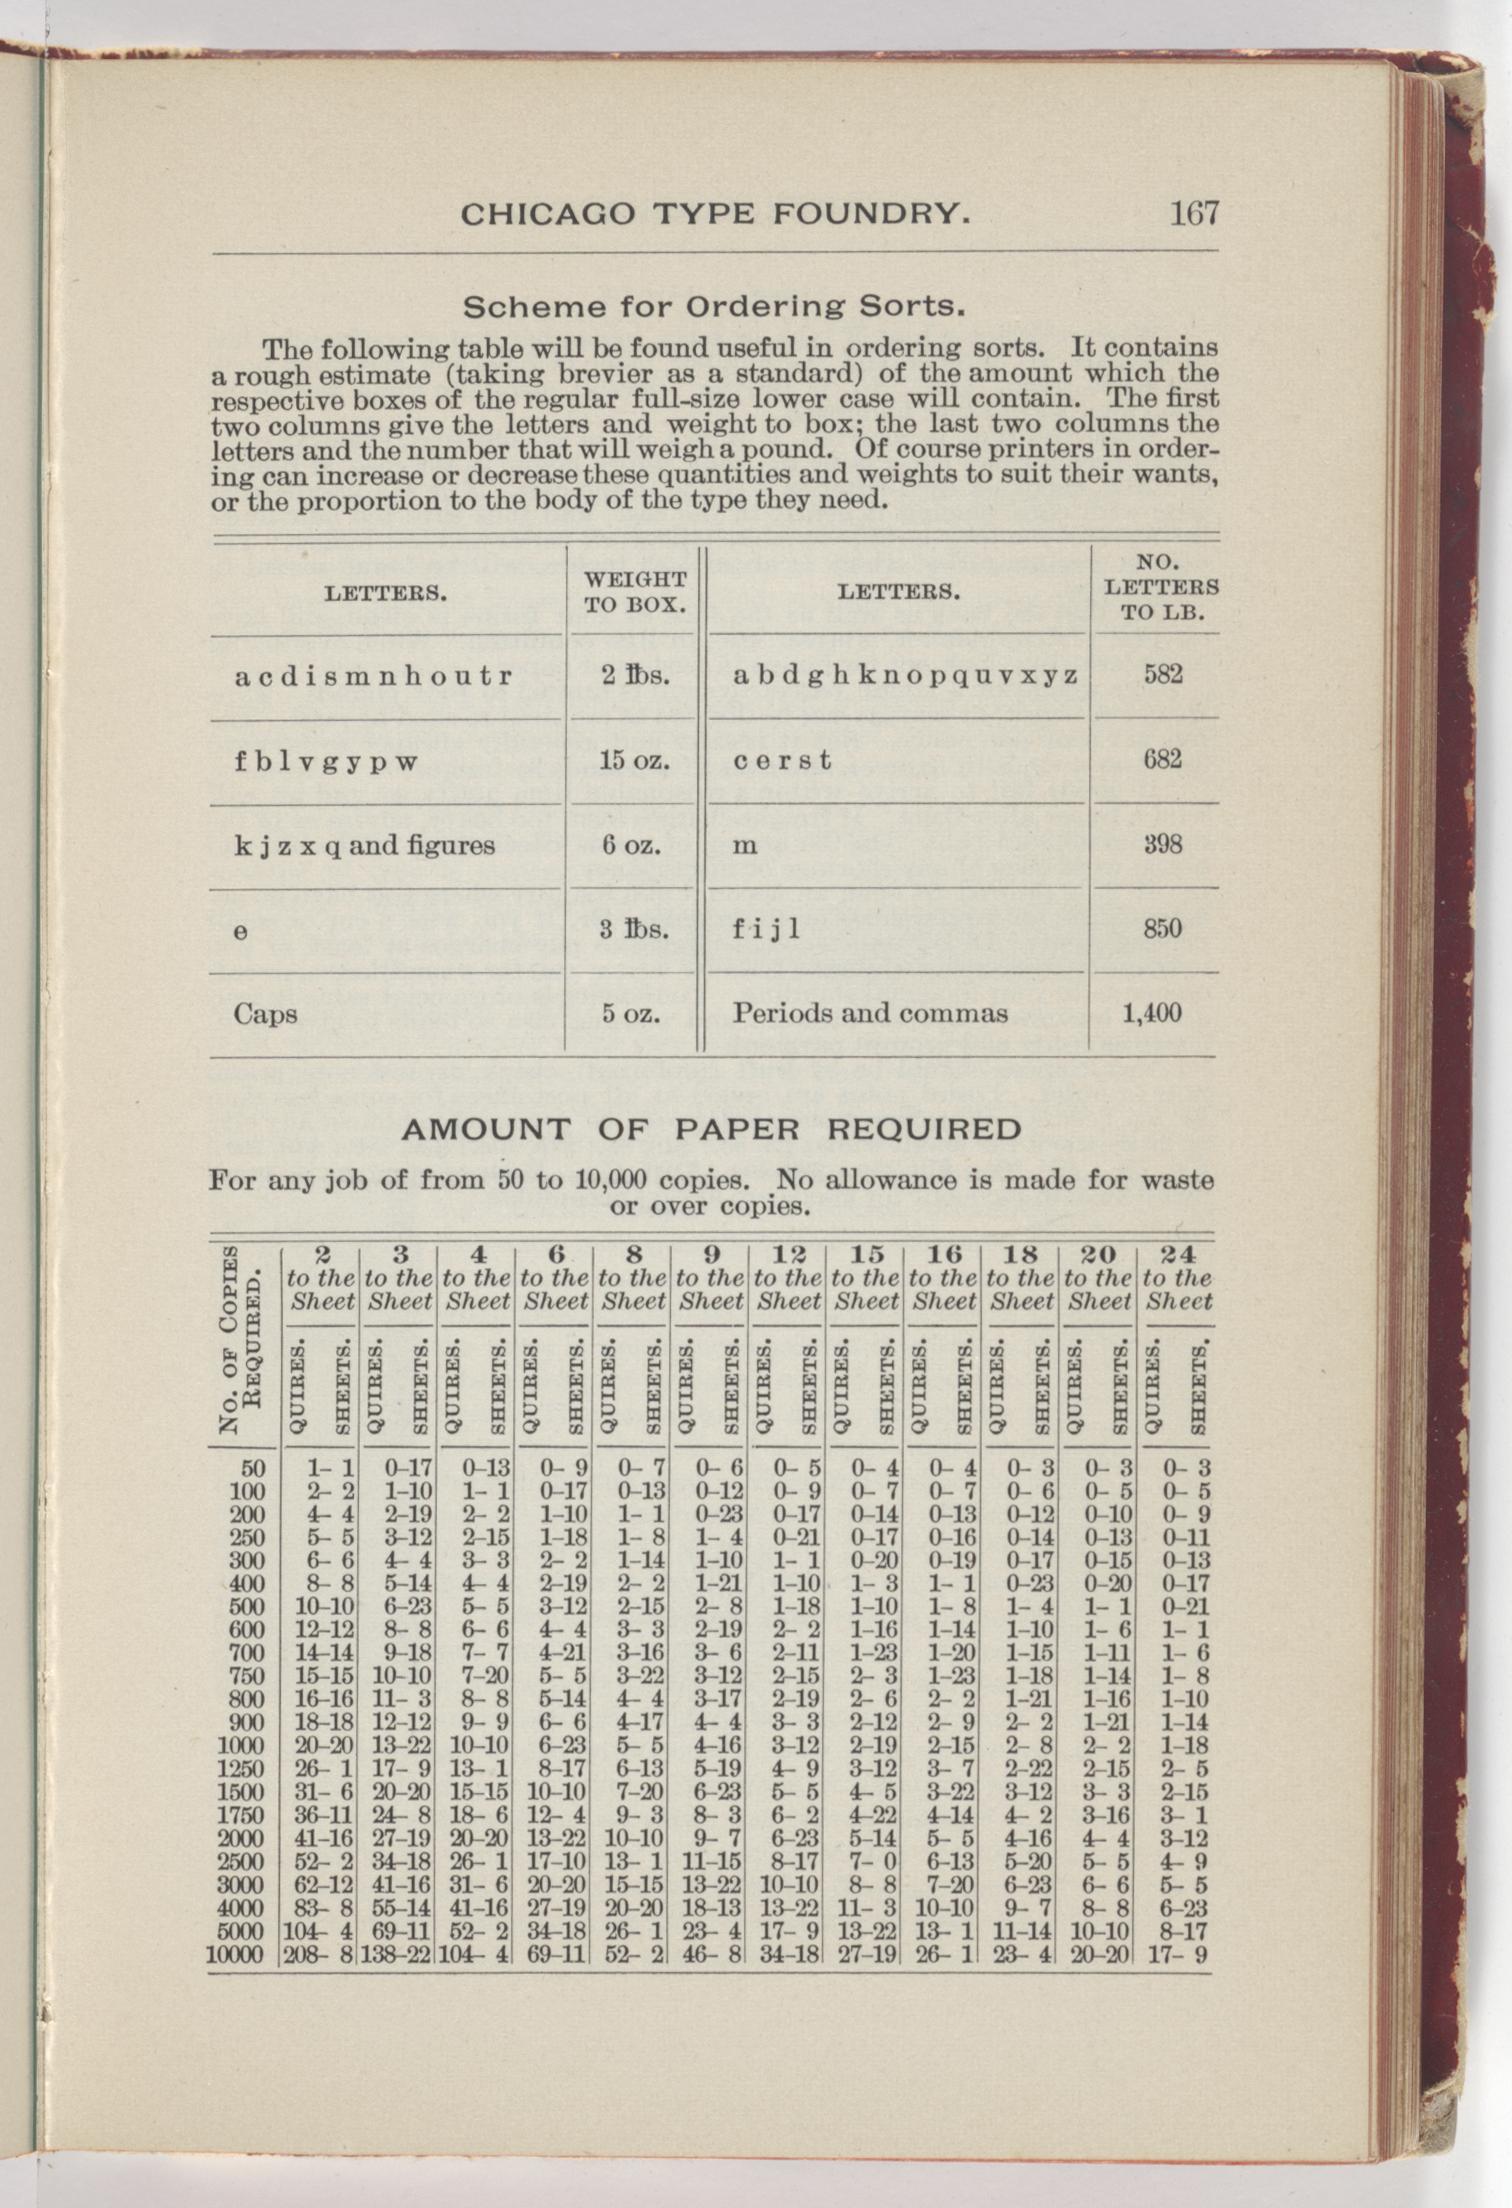 CHICAGO TYPE FOUNDRY. 167
Scheme for Ordering Sorts.
The following table will be found useful in ordering sorts. It contains
a rough estimate (taking brevier as a standard) of the amount which the
respective boxes of the regular full-size lower case will contain. The first
two columns give the letters and weight to box; the last two columns the
letters and the number that will weigh a pound. Of course printers in order-
ing can increase or decrease these quantities and weights to suit their wants,
or the proportion to the body of the type they need.
LETTERS. WEIGHT TO BOX. LETTERS. NO. LETTERS TO LB.
a c d i s m n h o u t r 2 lbs. a b d g h k n o p q u v x y z 582
f b l v g y p w 15 oz. c e r s t 682
k j z x q and figures 6 oz. m 398
e 3 lbs. f i j l 850
Caps 5 oz. Periods and commas 1,400
AMOUNT OF PAPER REQUIRED
For any job of from 50 to 10,000 copies. No allowance is made for waste
or over copies.
No. OF COPIES REQUIRED.
2 3 4 6 8 9 12 15 16 18 20 24
to the to the to the to the to the to the to the to the to the to the to the to the
Sheet Sheet Sheet Sheet Sheet Sheet Sheet Sheet Sheet Sheet Sheet Sheet
QUIRES. SHEETS. QUIRES. SHEETS. QUIRES. SHEETS. QUIRES. SHEETS. QUIRES. SHEETS. QUIRES. SHEETS. QUIRES. SHEETS. QUIRES. SHEETS. QUIRES. SHEETS. QUIRES. SHEETS. QUIRES. SHEETS. QUIRES. SHEETS.
50 1– 1 0–17 0–13 0– 9 0– 7 0– 6 0– 5 0– 4 0– 4 0– 3 0– 3 0– 3
100 2– 2 1–10 1– 1 0–17 0–13 0–12 0– 9 0– 7 0– 7 0– 6 0– 5 0– 5
200 4– 4 2–19 2– 2 1–10 1– 1 0–23 0–17 0–14 0–13 0–12 0–10 0– 9
250 5– 5 3–12 2–15 1–18 1– 8 1– 4 0–21 0–17 0–16 0–14 0–13 0–11
300 6– 6 4– 4 3– 3 2– 2 1–14 1–10 1– 1 0–20 0–19 0–17 0–15 0–13
400 8– 8 5–14 4– 4 2–19 2– 2 1–21 1–10 1– 3 1– 1 0–23 0–20 0–17
500 10–10 6–23 5– 5 3–12 2–15 2– 8 1–18 1–10 1– 8 1– 4 1– 1 0–21
600 12–12 8– 8 6– 6 4– 4 3– 3 2–19 2– 2 1–16 1–14 1–10 1– 6 1– 1
700 14–14 9–18 7– 7 4–21 3–16 3– 6 2–11 1–23 1–20 1–15 1–11 1– 6
750 15–15 10–10 7–20 5– 5 3–22 3–12 2–15 2– 3 1–23 1–18 1–14 1– 8
800 16–16 11– 3 8– 8 5–14 4– 4 3–17 2–19 2– 6 2– 2 1–21 1–16 1–10
900 18–18 12–12 9– 9 6– 6 4–17 4– 4 3– 3 2–12 2– 9 2– 2 1–21 1–14
1000 20–20 13–22 10–10 6–23 5– 5 4–16 3–12 2–19 2–15 2– 8 2– 2 1–18
1250 26– 1 17– 9 13– 1 8–17 6–13 5–19 4– 9 3–12 3– 7 2–22 2–15 2– 5
1500 31– 6 20–20 15–15 10–10 7–20 6–23 5– 5 4– 5 3–22 3–12 3– 3 2–15
1750 36–11 24– 8 18– 6 12– 4 9– 3 8– 3 6– 2 4–22 4–14 4– 2 3–16 3– 1
2000 41–16 27–19 20–20 13–22 10–10 9– 7 6–23 5–14 5– 5 4–16 4– 4 3–12
2500 52– 2 34–18 26– 1 17–10 13– 1 11–15 8–17 7– 0 6–13 5–20 5– 5 4– 9
3000 62–12 41–16 31– 6 20–20 15–15 13–22 10–10 8– 8 7–20 6–23 6– 6 5– 5
4000 83– 8 55–14 41–16 27–19 20–20 18–13 13–22 11– 3 10–10 9– 7 8– 8 6–23
5000 104– 4 69–11 52– 2 34–18 26– 1 23– 4 17– 9 13–22 13– 1 11–14 10–10 8–17
10000 208– 8 138–22 104– 4 69–11 52– 2 46– 8 34–18 27–19 26– 1 23– 4 20–20 17– 9